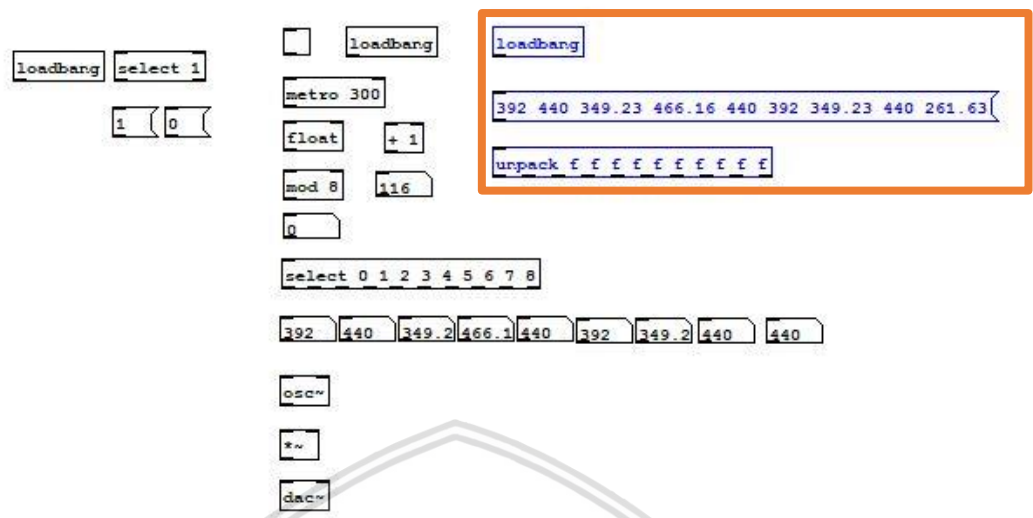 loadbang
loadbang
loadbang
select 1
metro 300
392 440 349.23 466.16 440 392 349.23 440 261.63
1
0
float
+ 1
unpack f f f f f f f f f f
mod 8
116
0
select 0 1 2 3 4 5 6 7 8
392 440 349.2 466.1 440 392 349.2 440 440
osc~
*~
dac~